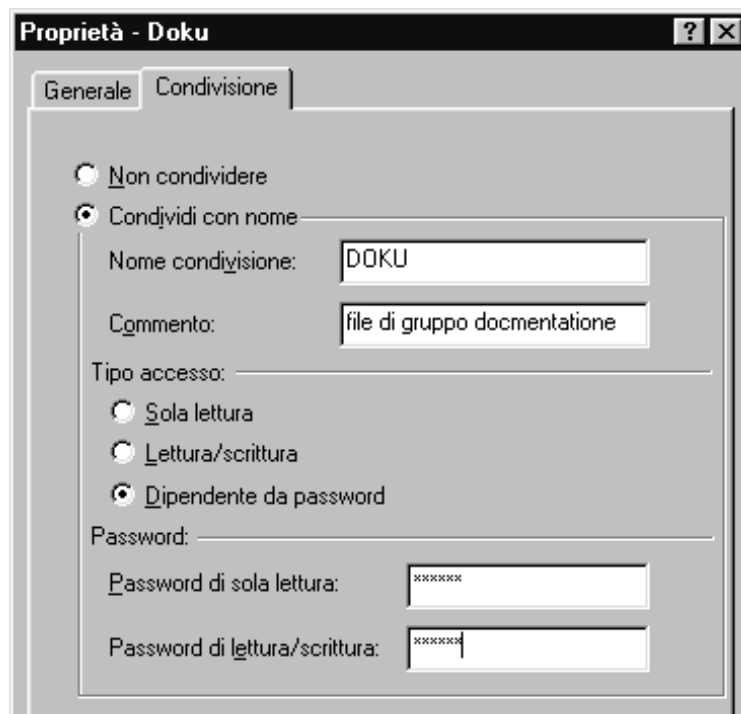 Proprietà - Doku
Generale Condivisione
Non condividere
Condividi con nome
Nome condivisione: DOKU
Commento: file di gruppo docmentatione
Tipo accesso:
Sola lettura
Lettura/scrittura
Dipendente da password
Password:
Password di sola lettura: ******
Password di lettura/scrittura: ******